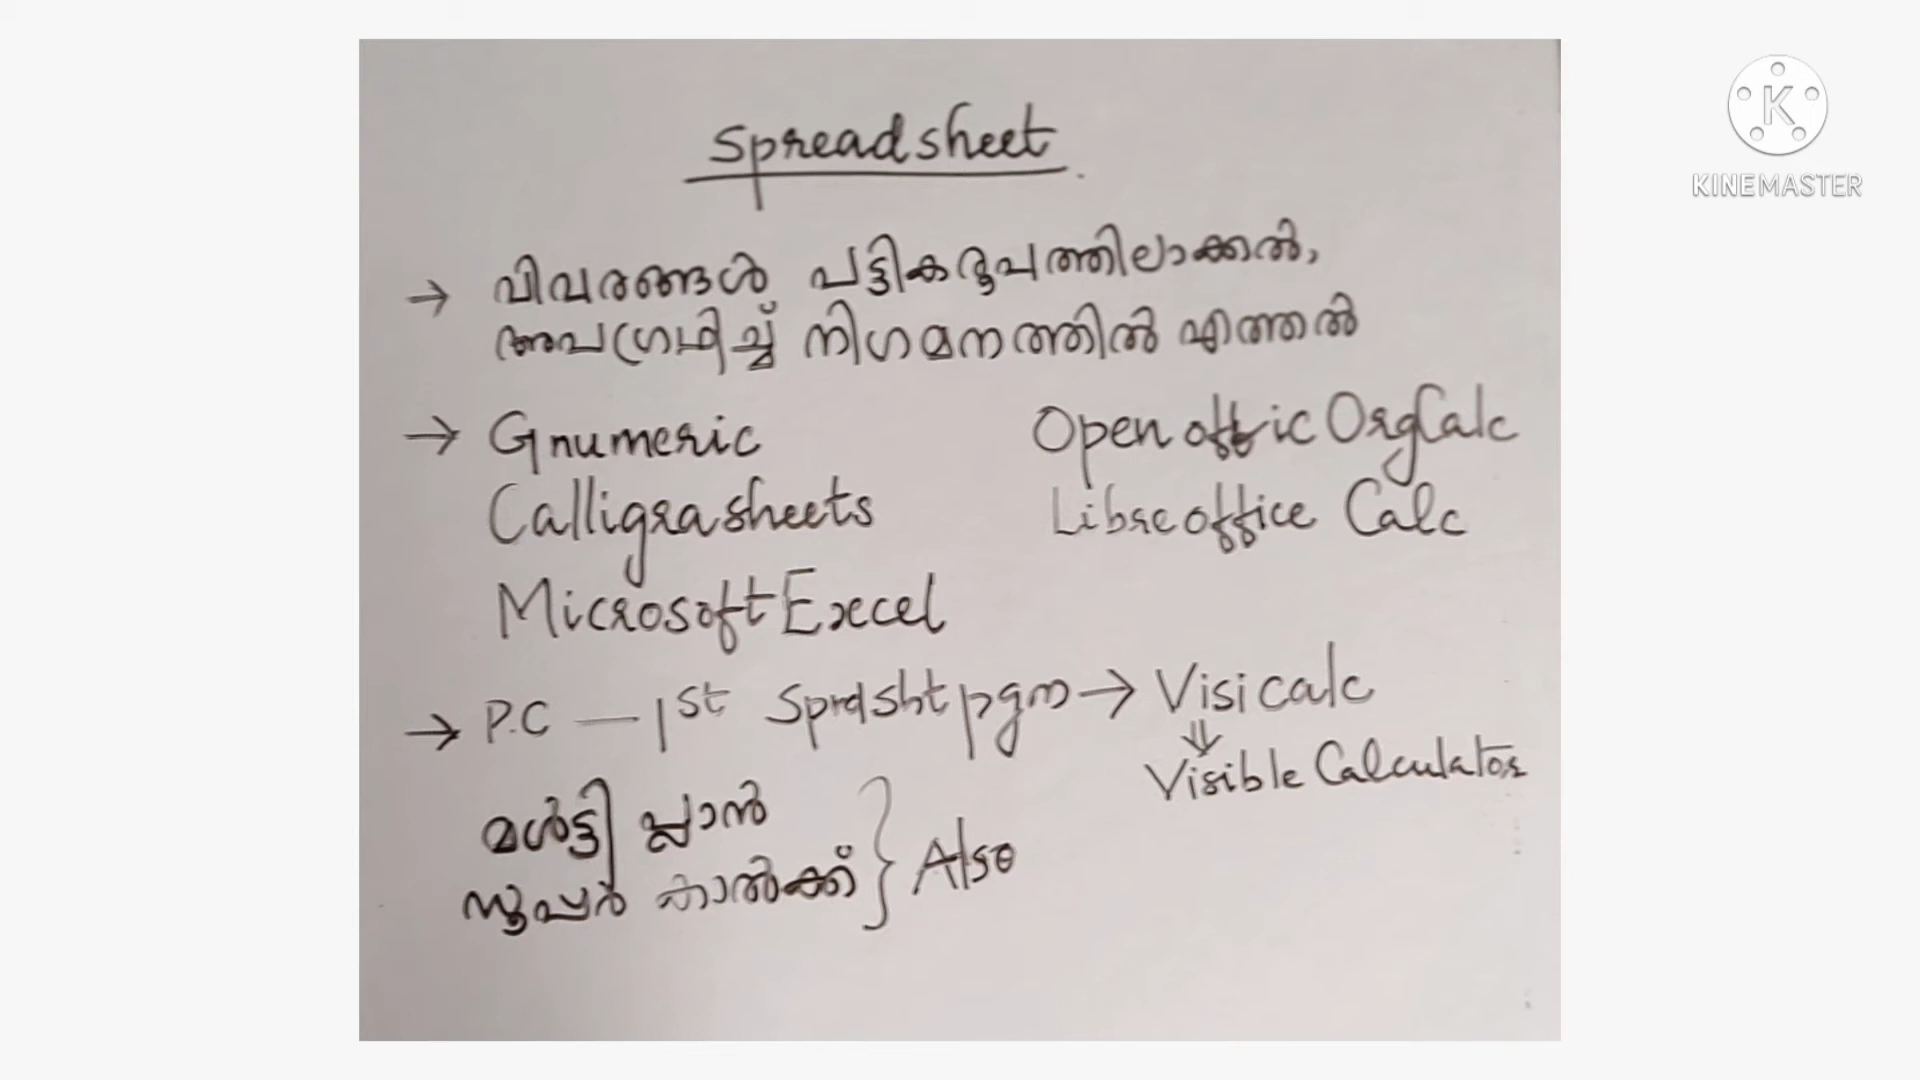 Spreadsheet
→ വിവരങ്ങൾ പട്ടികരൂപത്തിലാക്കൽ,
അപഗ്രഥിച്ച് നിഗമനത്തിൽ എത്തൽ
→ Gnumeric Open offic OrgCalc
Calligrasheets Libreoffice Calc
Microsoft Excel
→ P.C — 1st Sprdsht pgm → Visicalc
⇓
Visible Calculator
മൾട്ടി പ്ലാൻ
സൂപ്പർ കാൽക്ക് } Also
K
KINEMASTER